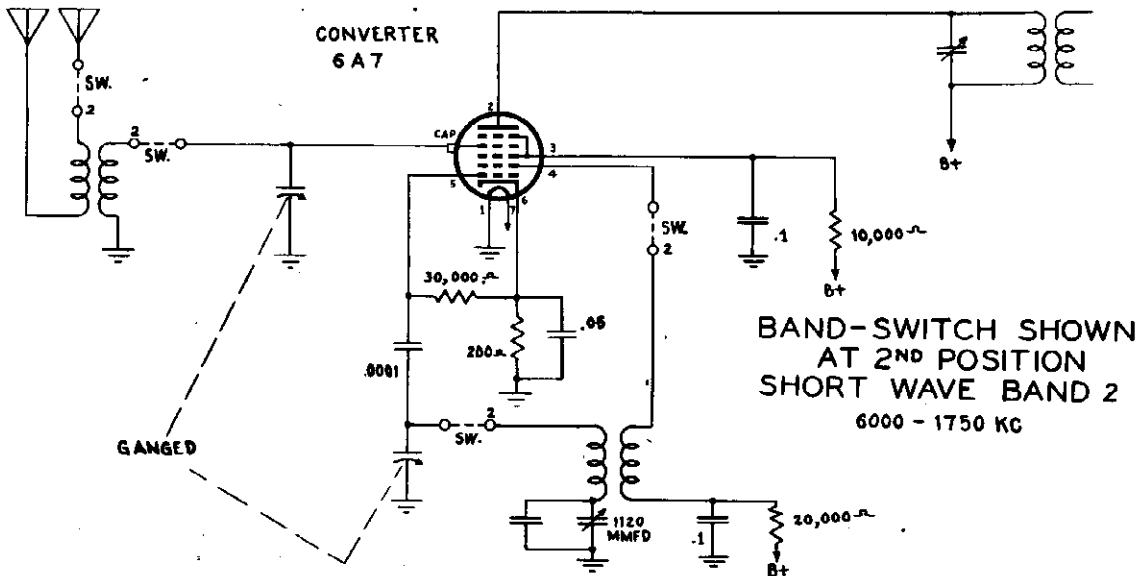 CONVERTER
6A7
SW.
2
2
SW.
CAP
2
3
4
5
1
7
6
SW.
2
B+
.1
10,000 Ω
B+
30,000 Ω
200 Ω
.05
.0001
BAND-SWITCH SHOWN
AT 2ND POSITION
SHORT WAVE BAND 2
6000 - 1750 KC
GANGED
SW.
2
1120
MMFD
.1
20,000 Ω
B+